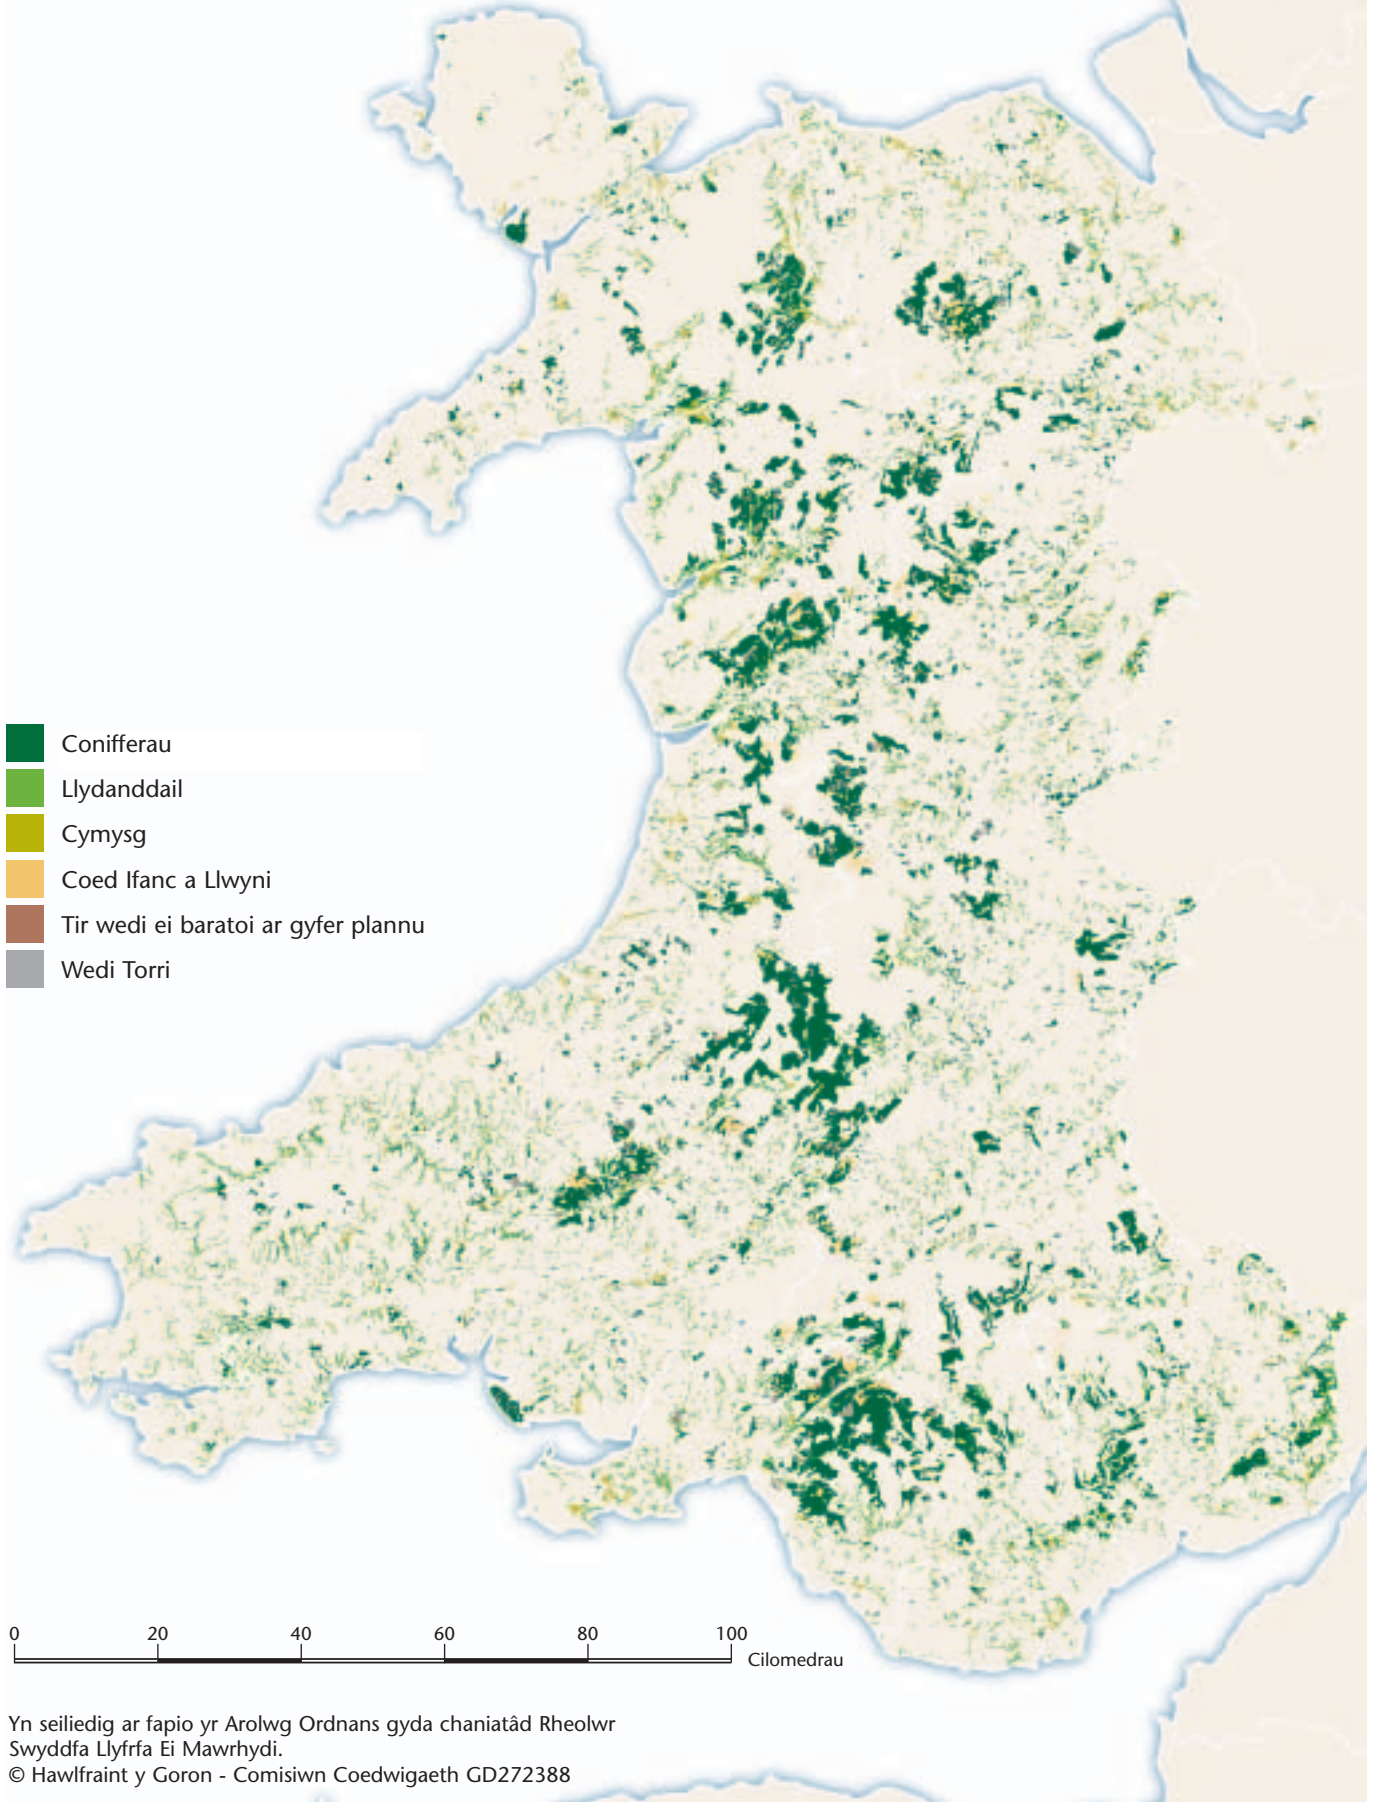 Conifferau
Llydanddail
Cymysg
Coed Ifanc a Llwyni
Tir wedi ei baratoi ar gyfer plannu
Wedi Torri
0 20 40 60 80 100
Cilomedrau
Yn seiliedig ar fapio yr Arolwg Ordnans gyda chaniatâd Rheolwr
Swyddfa Llyfrfa Ei Mawrhydi.
© Hawlfraint y Goron - Comisiwn Coedwigaeth GD272388